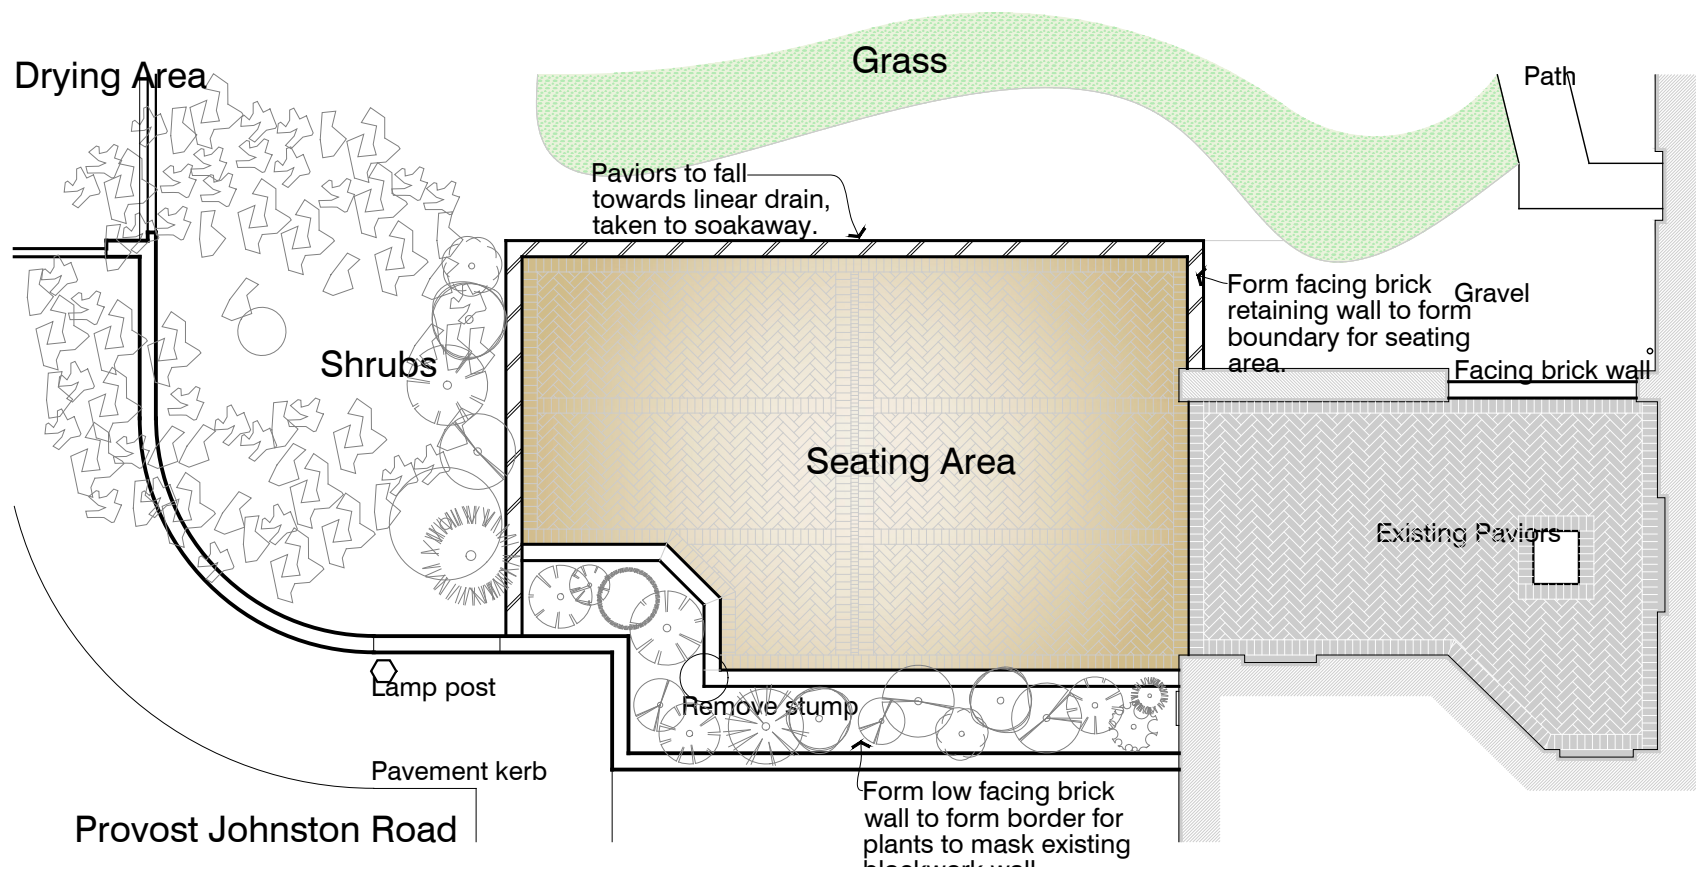 Grass
Drying Area
Path
Paviors to fall
towards linear drain,
taken to soakaway.
Form facing brick
retaining wall to form
boundary for seating
area.
Gravel
Facing brick wall
Shrubs
Seating Area
Existing Paviors
Lamp post
Remove stump
Pavement kerb
Form low facing brick
wall to form border for
plants to mask existing
blockwork wall
Provost Johnston Road